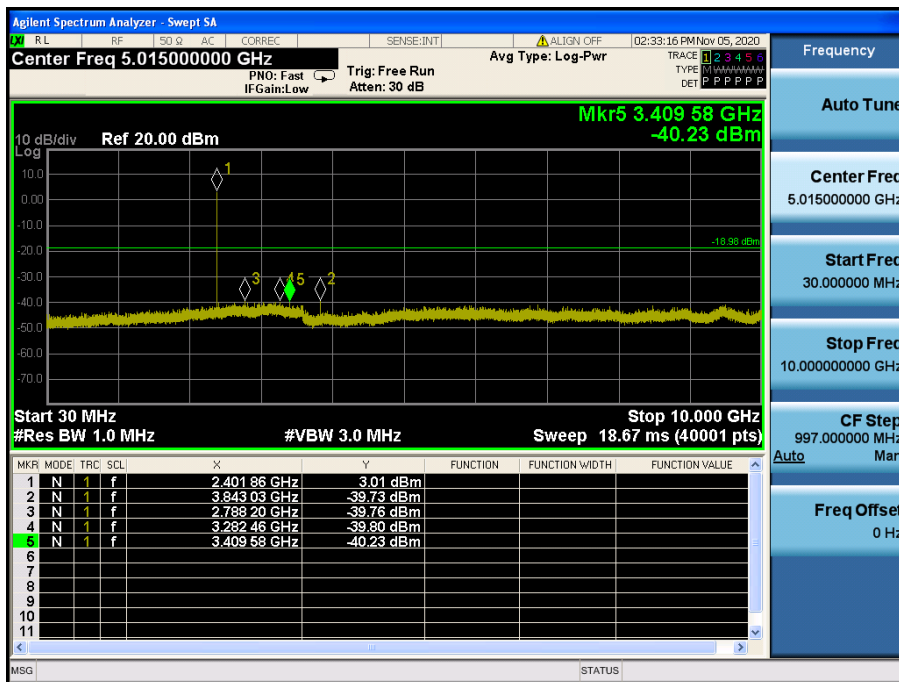 Agilent Spectrum Analyzer - Swept SA
LXI RL RF 50 Ω AC CORREC SENSE:INT ALIGN OFF 02:33:16 PM Nov 05, 2020
Center Freq 5.015000000 GHz
PNO: Fast
IFGain:Low
Trig: Free Run
Atten: 30 dB
Avg Type: Log-Pwr
TRACE 1 2 3 4 5 6
TYPE MWWWWW
DET P P P P P P
Mkr5 3.409 58 GHz
-40.23 dBm
10 dB/div Ref 20.00 dBm
Log
10.0
0.00
-10.0
-20.0
-30.0
-40.0
-50.0
-60.0
-70.0
1
3
4
5
2
-18.98 dBm
Start 30 MHz Stop 10.000 GHz
#Res BW 1.0 MHz #VBW 3.0 MHz Sweep 18.67 ms (40001 pts)
MKR MODE TRC SCL X Y FUNCTION FUNCTION WIDTH FUNCTION VALUE
1 N 1 f 2.401 86 GHz 3.01 dBm
2 N 1 f 3.843 03 GHz -39.73 dBm
3 N 1 f 2.788 20 GHz -39.76 dBm
4 N 1 f 3.282 46 GHz -39.80 dBm
5 N 1 f 3.409 58 GHz -40.23 dBm
6
7
8
9
10
11
MSG STATUS
Frequency
Auto Tune
Center Freq
5.015000000 GHz
Start Freq
30.000000 MHz
Stop Freq
10.000000000 GHz
CF Step
997.000000 MHz
Auto Man
Freq Offset
0 Hz